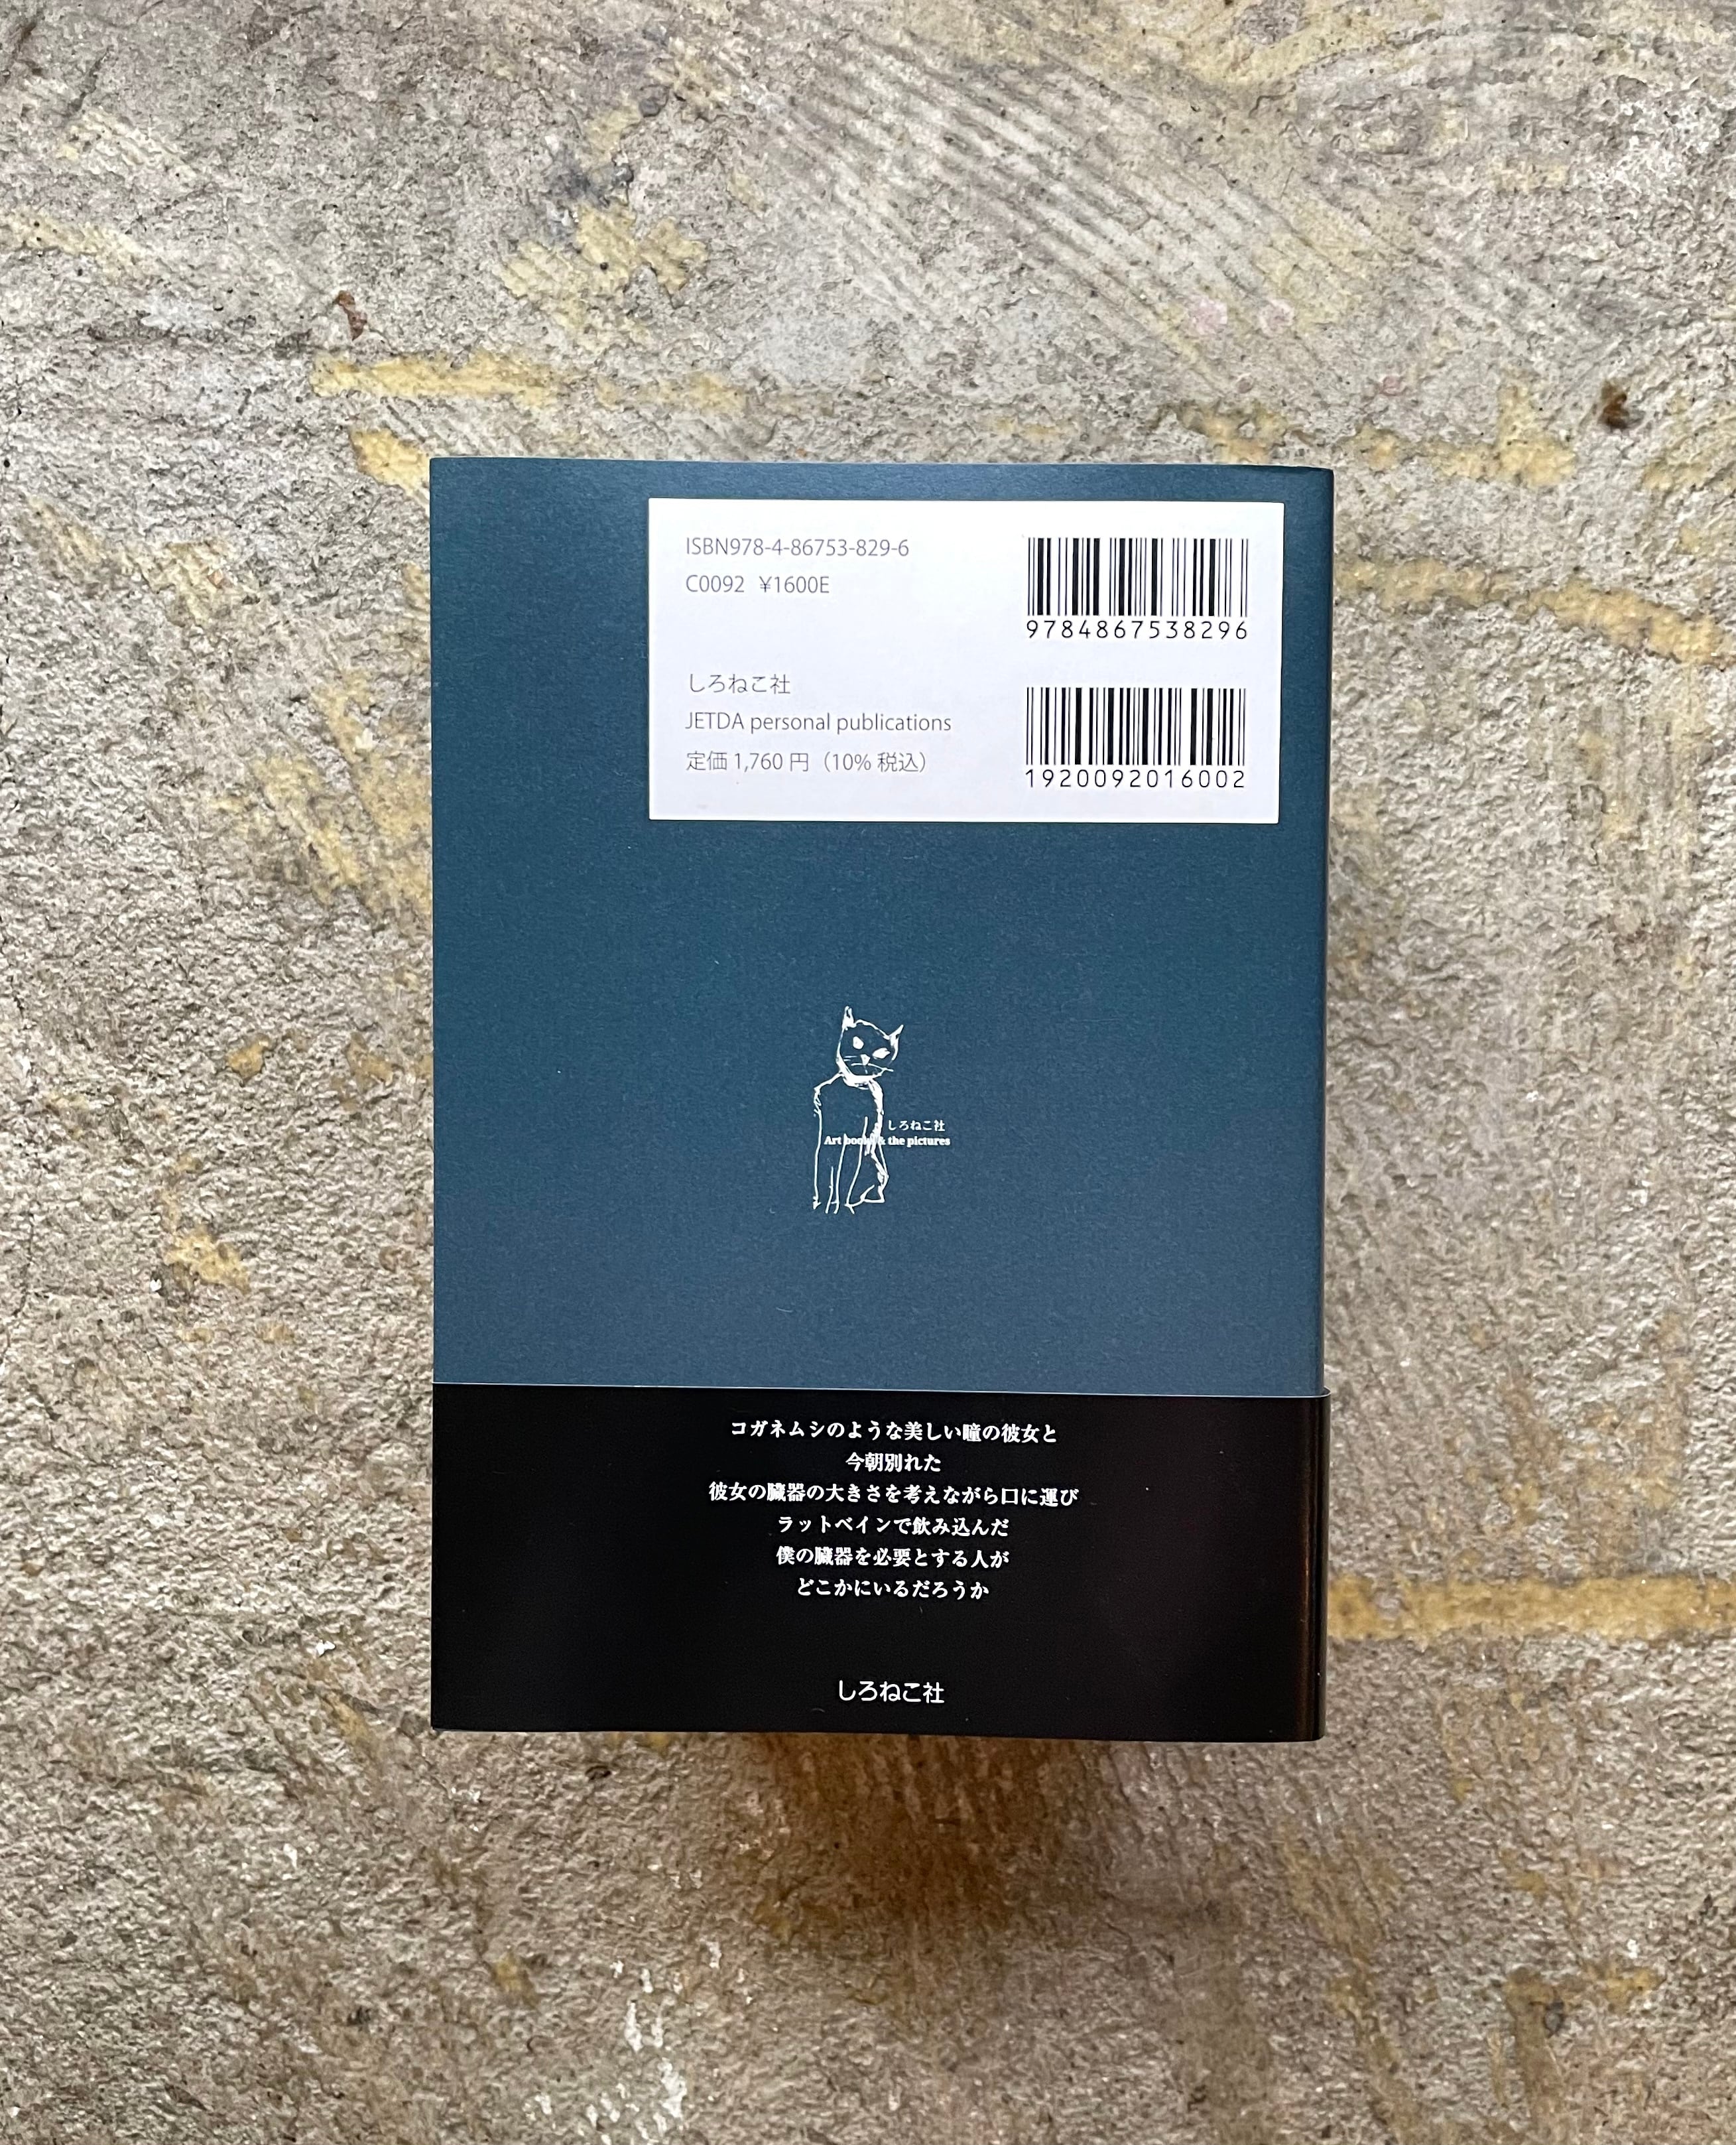 ISBN978-4-86753-829-6
C0092 ¥1600E
9784867538296
しろねこ社
JETDA personal publications
定価 1,760 円（10% 税込）
1920092016002
しろねこ社
Art books & the pictures
コガネムシのような美しい瞳の彼女と
今朝別れた
彼女の臓器の大きさを考えながら口に運び
ラットベインで飲み込んだ
僕の臓器を必要とする人が
どこかにいるだろうか
しろねこ社